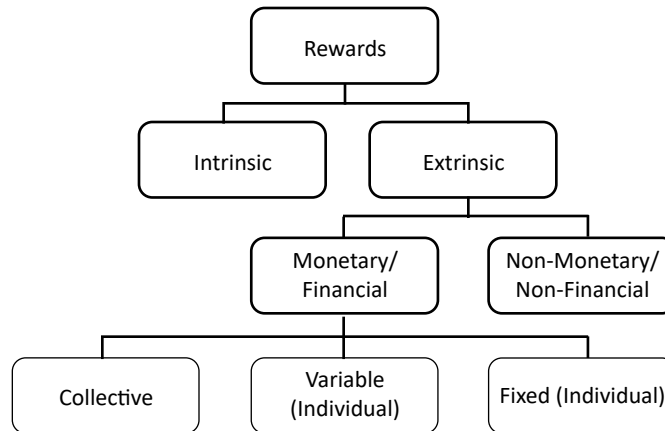 Rewards
Intrinsic
Extrinsic
Monetary/
Financial
Non-Monetary/
Non-Financial
Collective
Variable
(Individual)
Fixed (Individual)